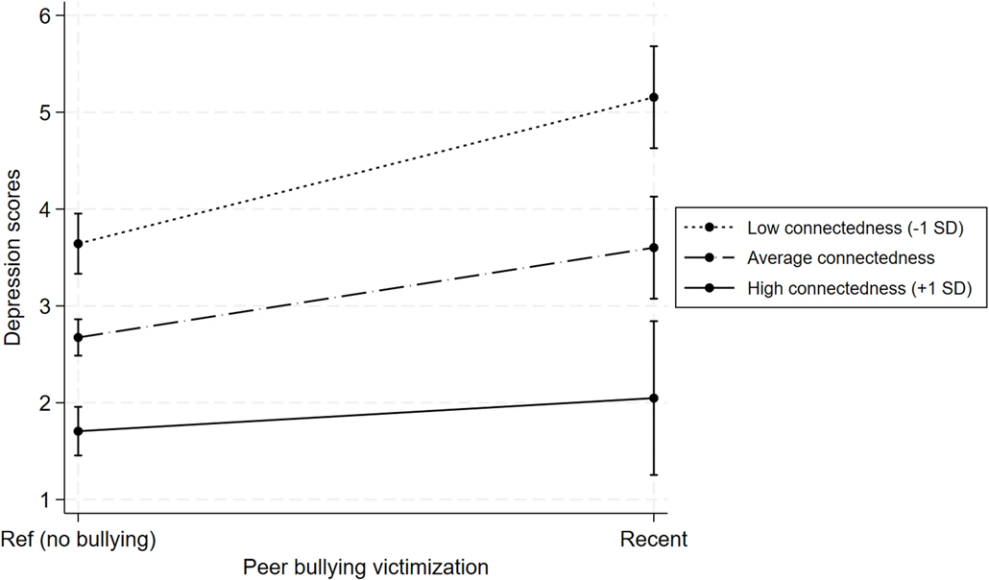 6
5
4
3
2
1
Depression scores
Ref (no bullying)
Recent
Peer bullying victimization
Low connectedness (-1 SD)
Average connectedness
High connectedness (+1 SD)